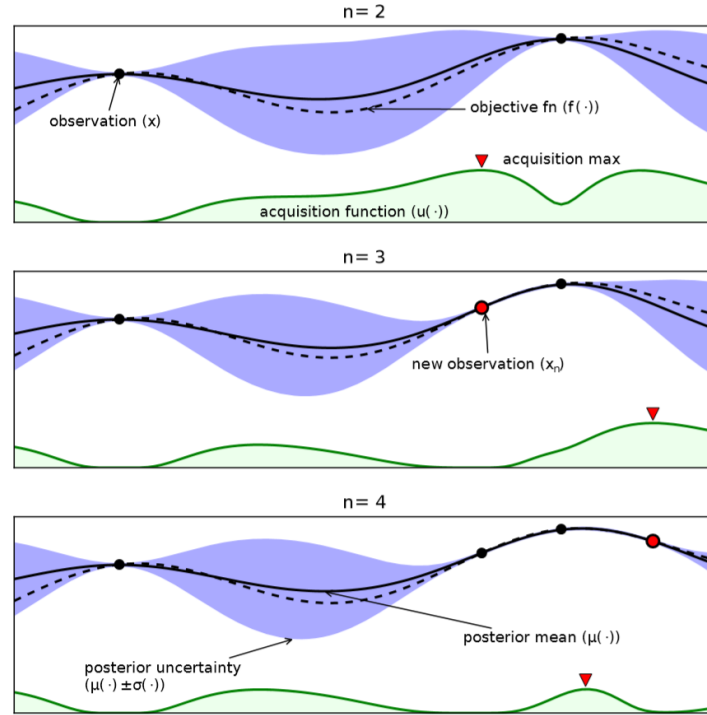 n= 2
observation (x)
objective fn (f(·))
acquisition max
acquisition function (u(·))
n= 3
new observation (xₙ)
n= 4
posterior mean (μ(·))
posterior uncertainty
(μ(·) ±σ(·))